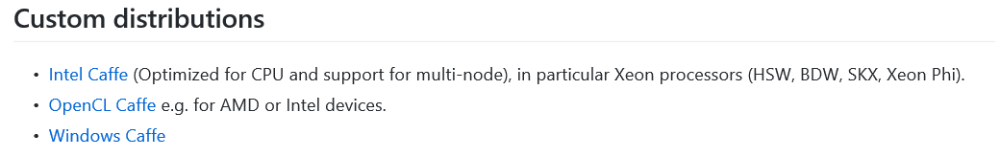 Custom distributions
• Intel Caffe (Optimized for CPU and support for multi-node), in particular Xeon processors (HSW, BDW, SKX, Xeon Phi).
• OpenCL Caffe e.g. for AMD or Intel devices.
• Windows Caffe